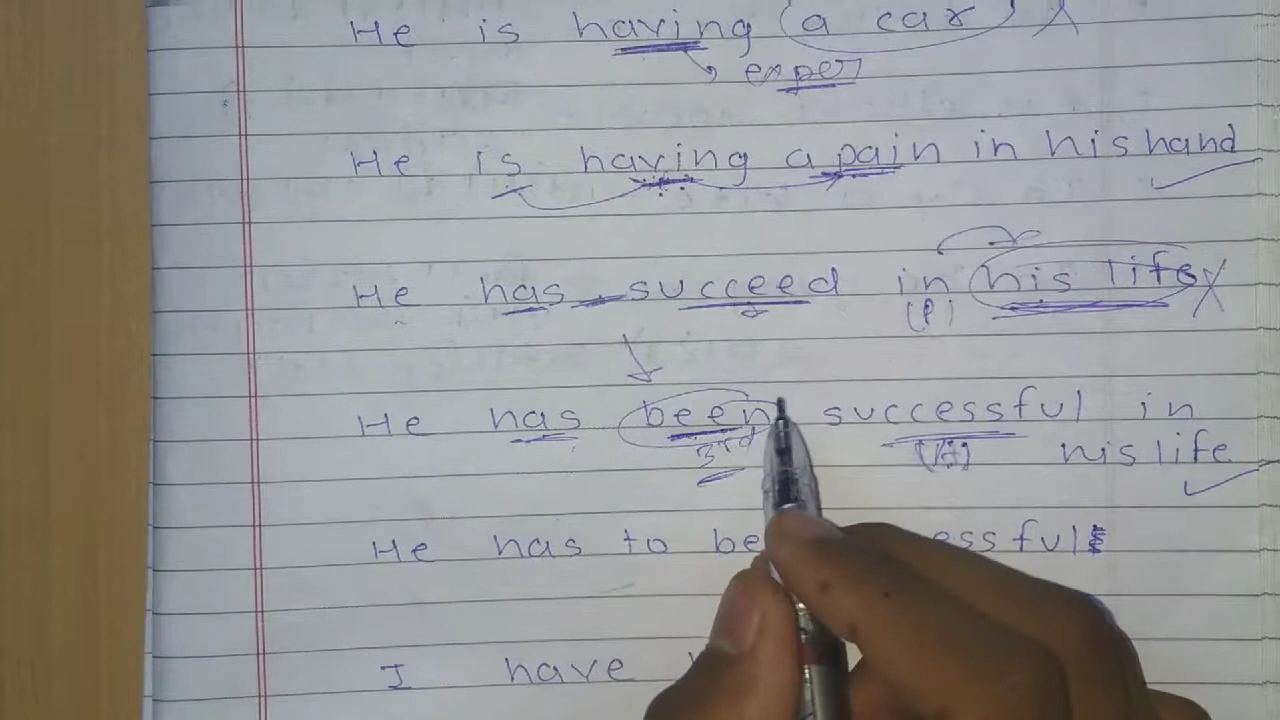 He is having (a car) X
exper
He is having a pain in his hand
He has succeed in his life X
(P)
He has been successful in
3rd (A) his life
He has to be essful
I have